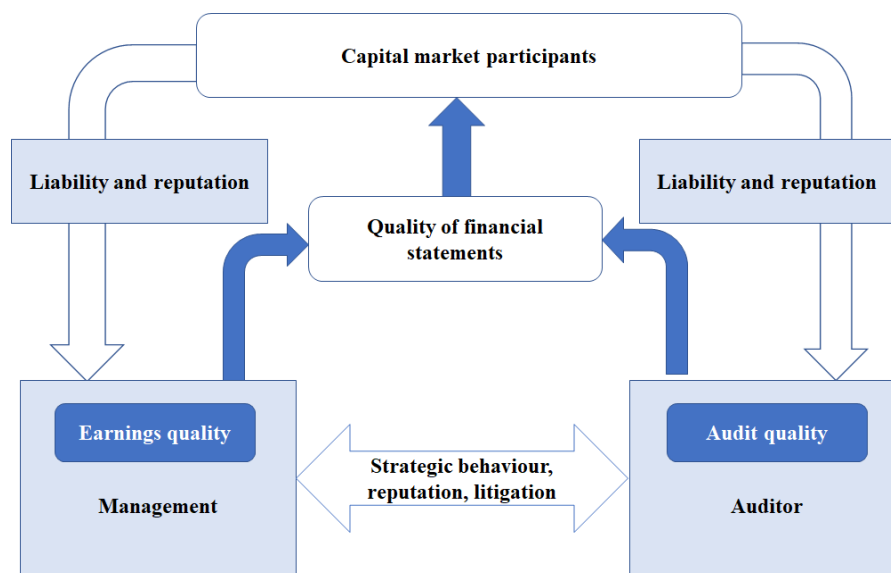 Capital market participants
Liability and reputation
Liability and reputation
Quality of financial
statements
Earnings quality
Audit quality
Strategic behaviour,
reputation, litigation
Management
Auditor